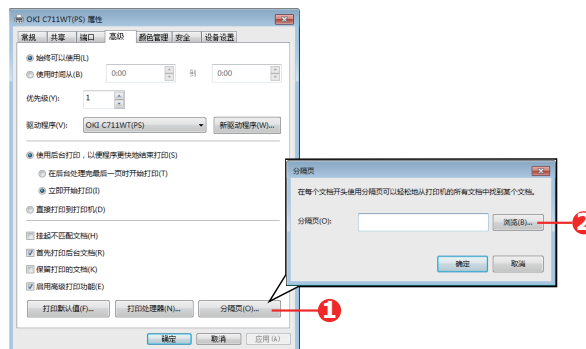 OKI C711WT(PS) 属性
常规 共享 端口 高级 颜色管理 安全 设备设置
始终可以使用(L)
使用时间从(B) 0:00 到 0:00
优先级(Y): 1
驱动程序(V): OKI C711WT(PS) 新驱动程序(W)...
使用后台打印，以便程序更快地结束打印(S)
在后台处理完最后一页时开始打印(T)
立即开始打印(I)
直接打印到打印机(D)
挂起不匹配文档(H)
首先打印后台文档(R)
保留打印的文档(K)
启用高级打印功能(E)
打印默认值(F)... 打印处理器(N)... 分隔页(O)...
1
确定 取消 应用(A)
分隔页
在每个文档开头使用分隔页可以轻松地从打印机的所有文档中找到某个文档。
分隔页(O): 浏览(B)...
2
确定 取消